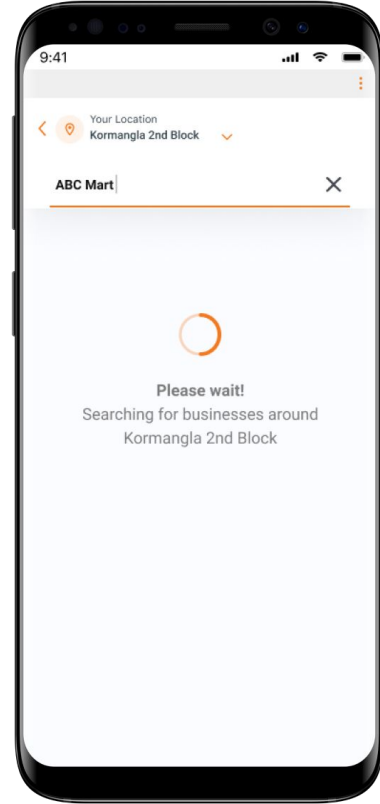 9:41
Your Location
Kormangla 2nd Block
ABC Mart
Please wait!
Searching for businesses around
Kormangla 2nd Block